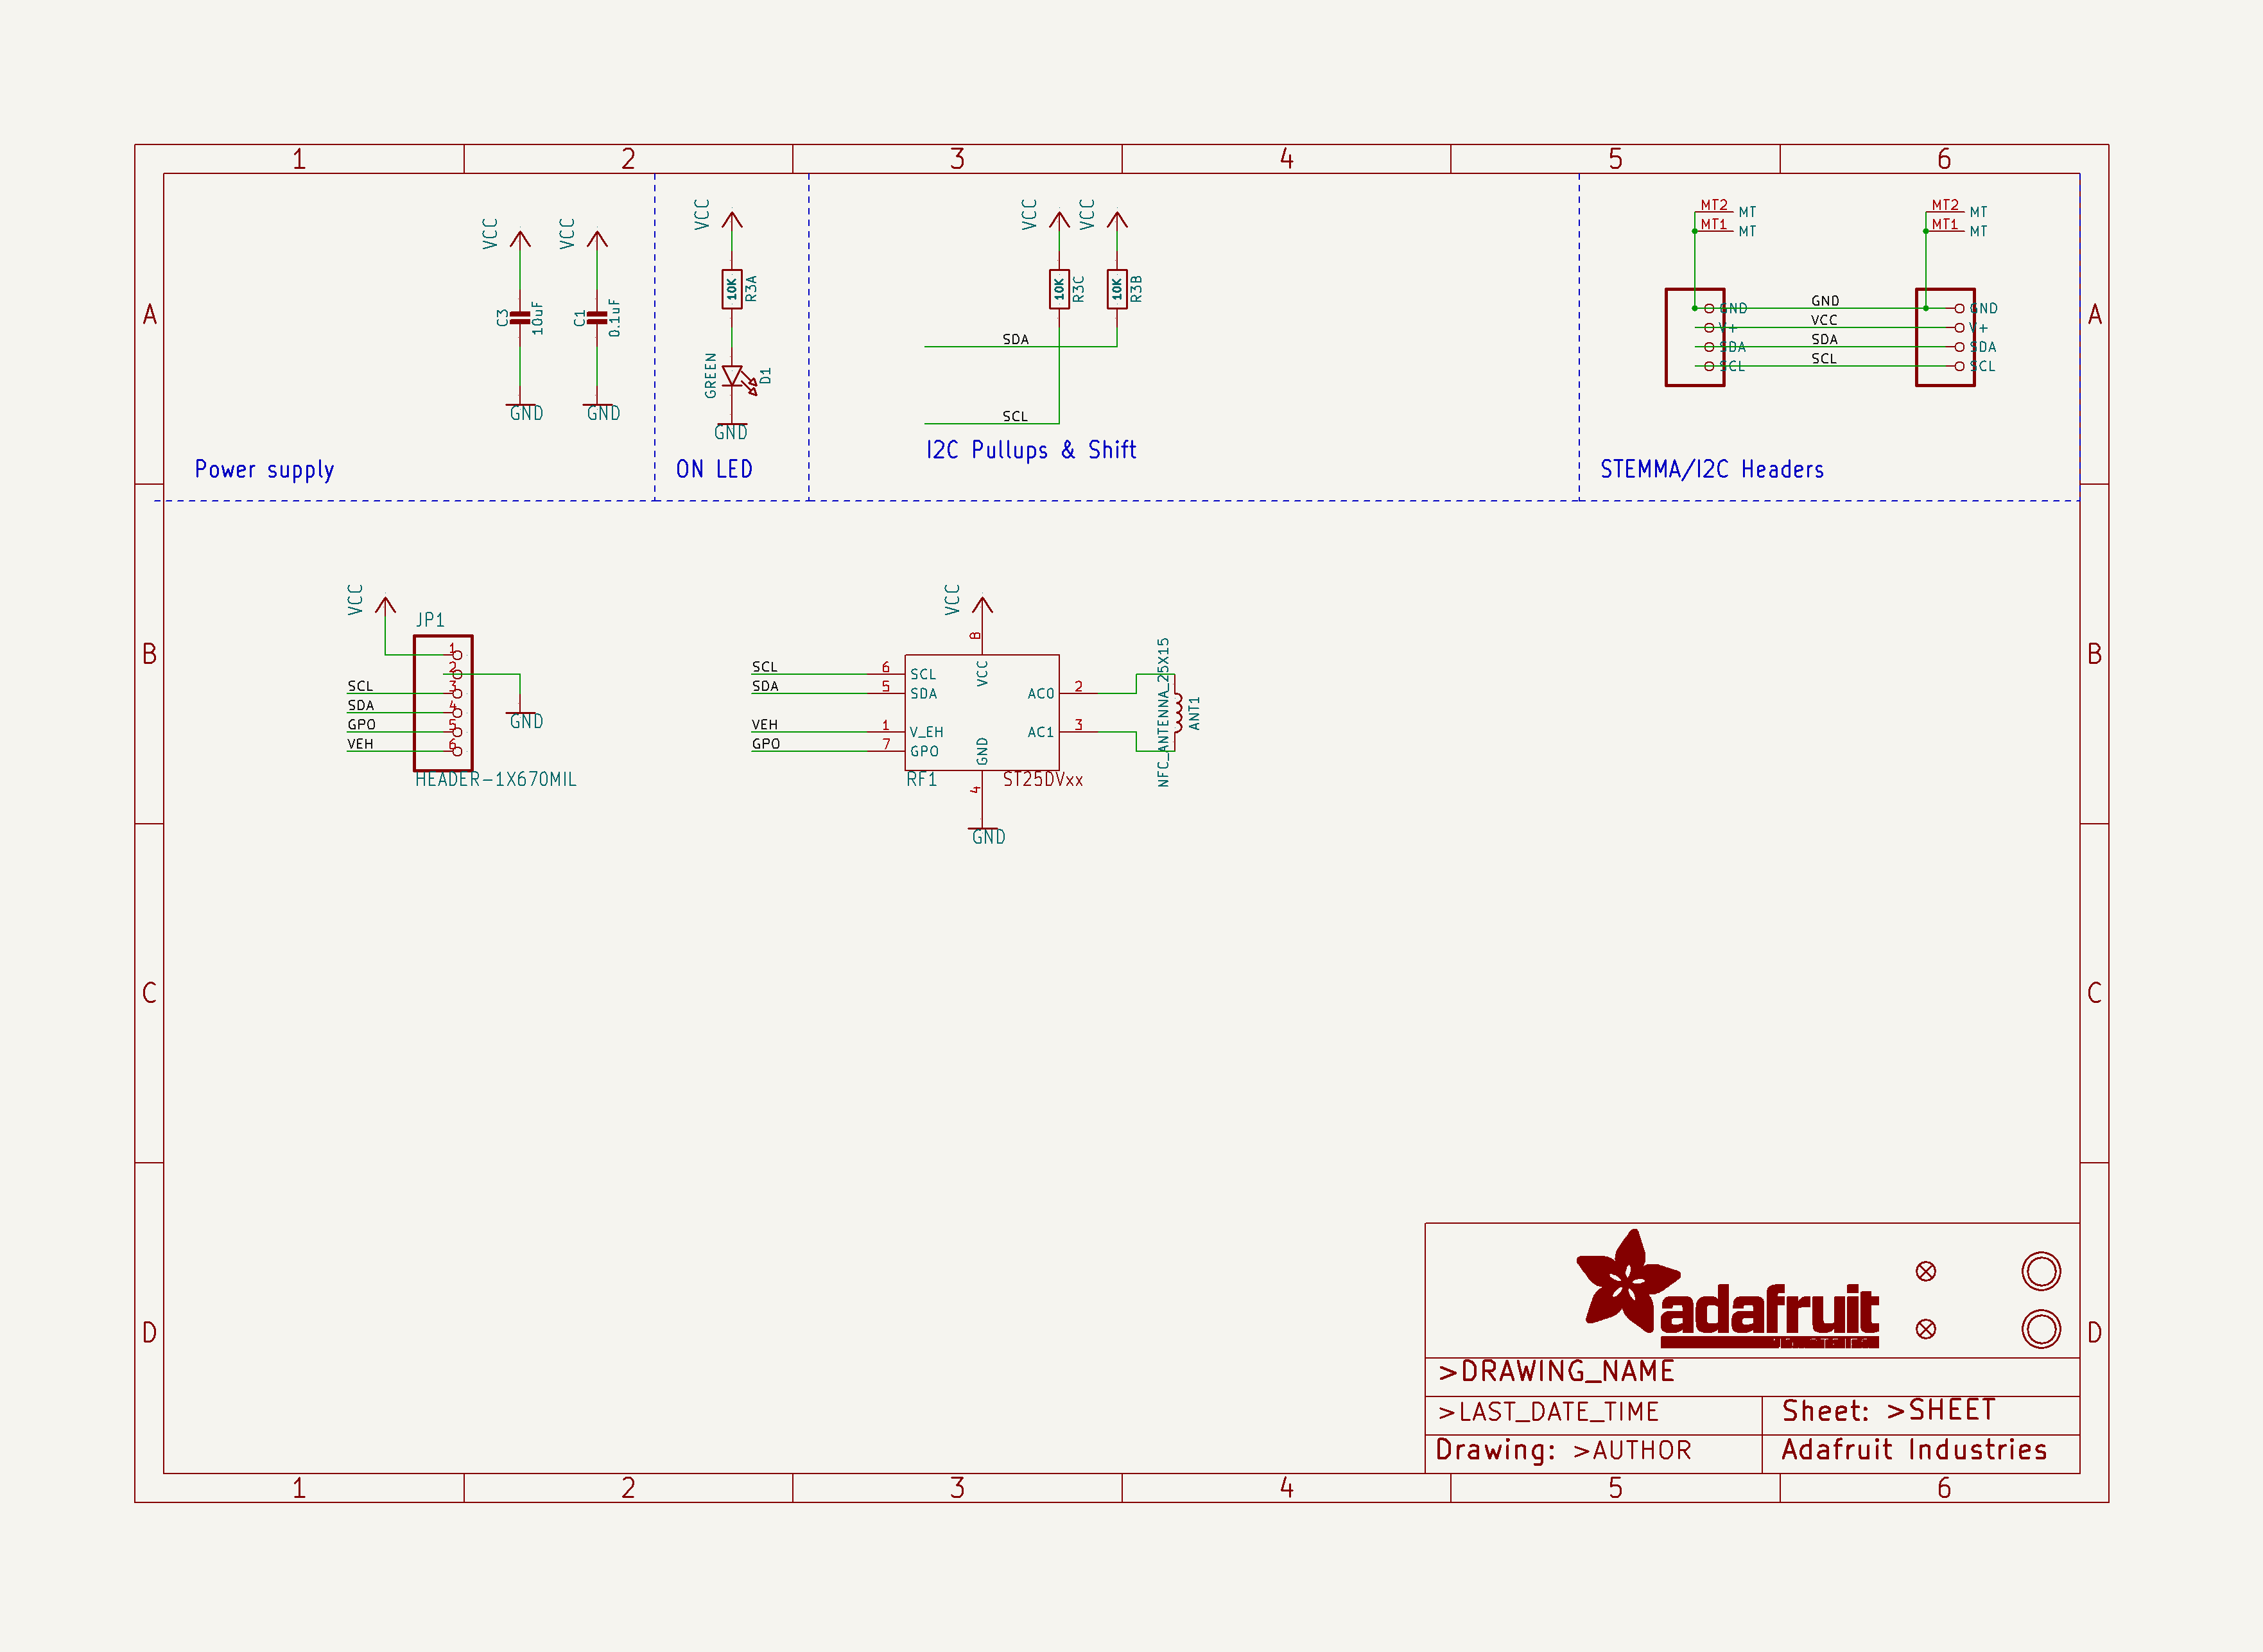 1 2 3 4 5 6
A A
VCC VCC
C3 10uF
C1 0.1uF
GND GND
Power supply
VCC
10K R3A
GREEN D1
GND
ON LED
VCC VCC
10K R3C
10K R3B
SDA
SCL
I2C Pullups & Shift
MT2 MT
MT1 MT
MT2 MT
MT1 MT
GND GND GND
V+ VCC V+
SDA SDA SDA
SCL SCL SCL
STEMMA/I2C Headers
B B
VCC
JP1
1
2
SCL 3
SDA 4
GPO 5
VEH 6
GND
HEADER-1X670MIL
VCC
8
VCC
SCL 6 SCL
SDA 5 SDA
AC0 2
VEH 1 V_EH
AC1 3
GPO 7 GPO
GND
RF1 ST25DVxx
4
GND
NFC_ANTENNA_25X15
ANT1
C C
D D
adafruit
>DRAWING_NAME
>LAST_DATE_TIME
Sheet: >SHEET
Drawing: >AUTHOR
Adafruit Industries
1 2 3 4 5 6